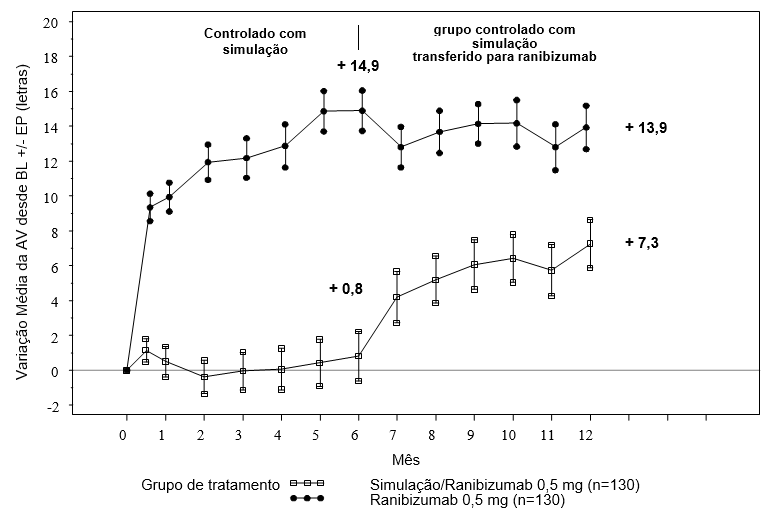 20
18
16
14
12
10
8
6
4
2
0
-2
Variação Média da AV desde BL +/- EP (letras)
Controlado com
simulação
grupo controlado com
simulação
transferido para ranibizumab
+ 14,9
+ 13,9
+ 7,3
+ 0,8
0 1 2 3 4 5 6 7 8 9 10 11 12
Mês
Grupo de tratamento
Simulação/Ranibizumab 0,5 mg (n=130)
Ranibizumab 0,5 mg (n=130)